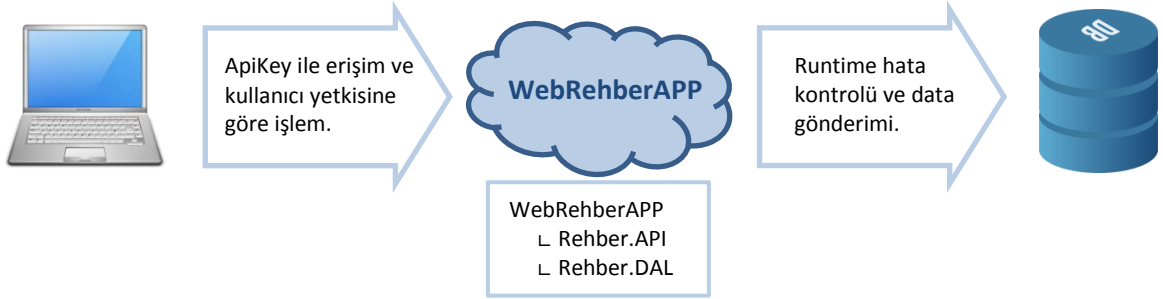 ApiKey ile erişim ve
kullanıcı yetkisine
göre işlem.
WebRehberAPP
Runtime hata
kontrolü ve data
gönderimi.
DB
WebRehberAPP
∟ Rehber.API
∟ Rehber.DAL